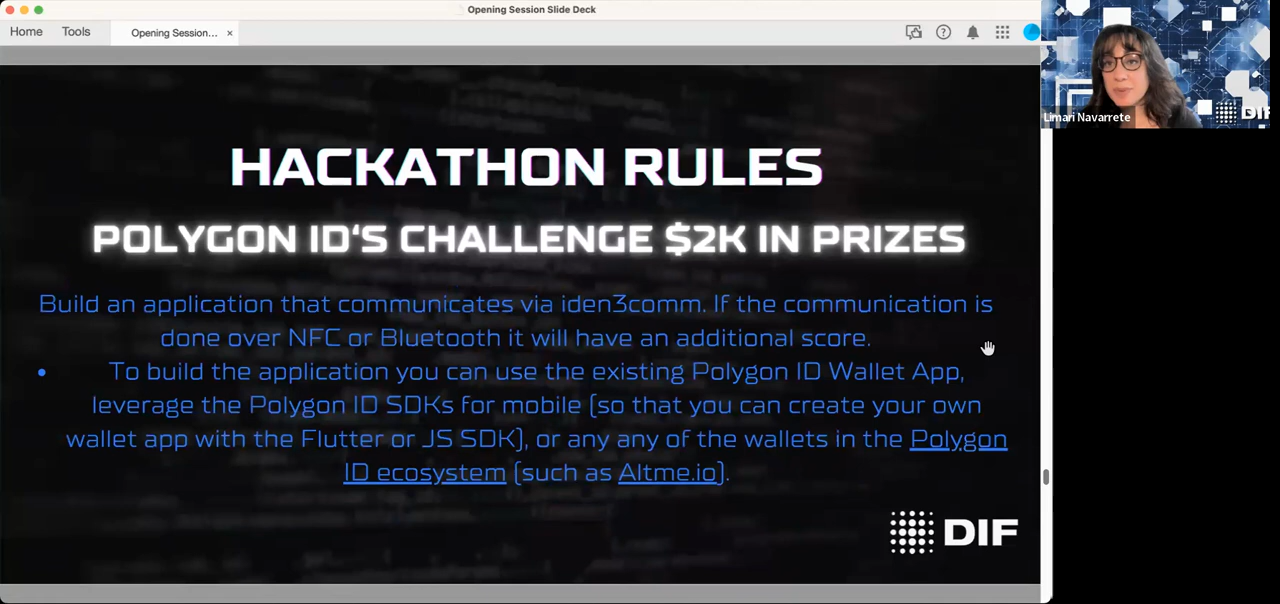 Opening Session Slide Deck
Home Tools Opening Session... ×
HACKATHON RULES
POLYGON ID'S CHALLENGE $2K IN PRIZES
Build an application that communicates via iden3comm. If the communication is
done over NFC or Bluetooth it will have an additional score.
• To build the application you can use the existing Polygon ID Wallet App,
leverage the Polygon ID SDKs for mobile (so that you can create your own
wallet app with the Flutter or JS SDK), or any any of the wallets in the Polygon
ID ecosystem (such as Altme.io).
DIF
Limari Navarrete
DIF